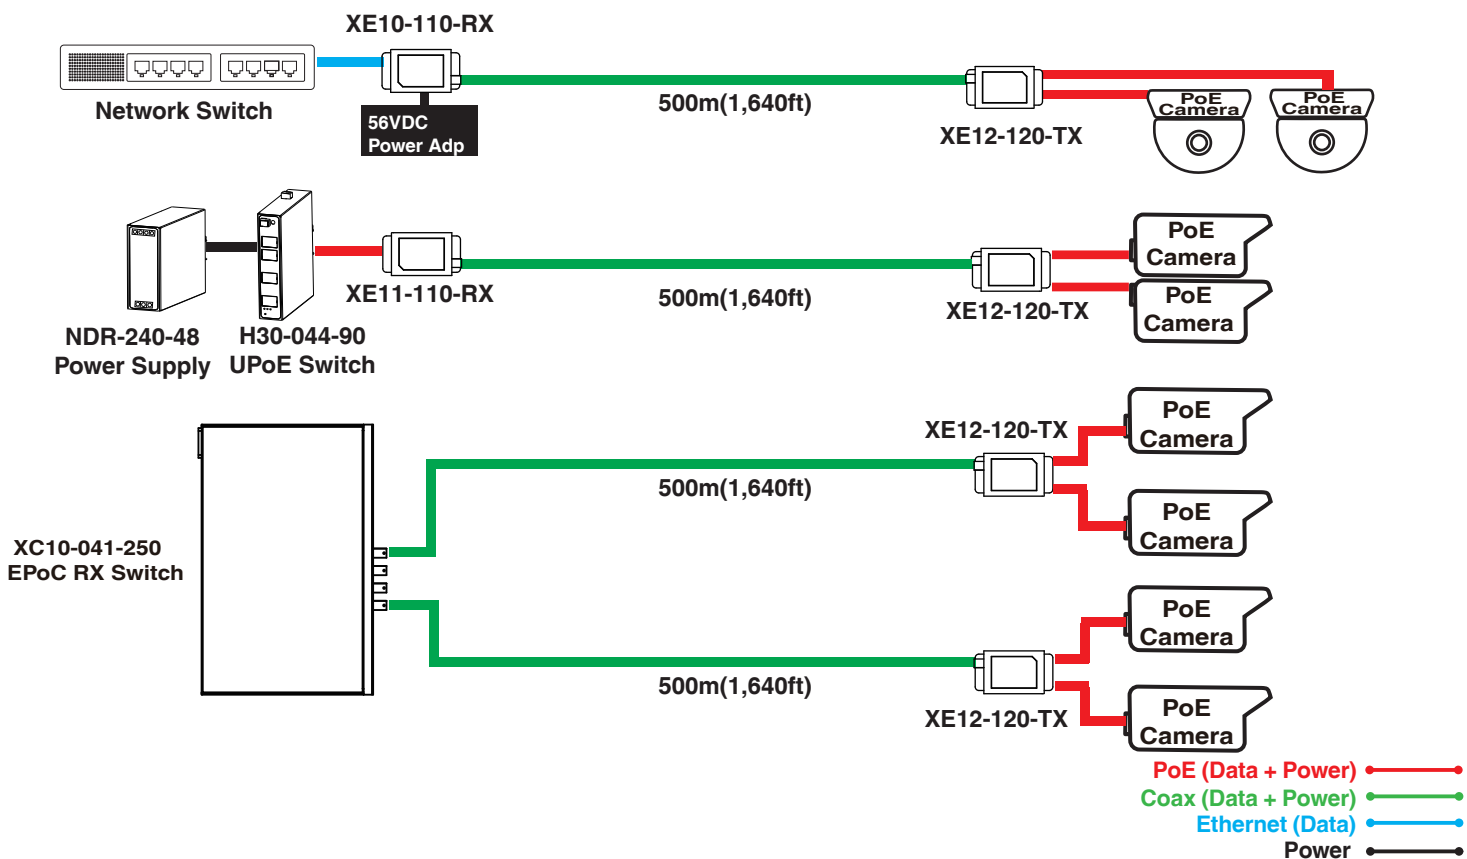 XE10-110-RX
Network Switch
56VDC
Power Adp
500m(1,640ft)
XE12-120-TX
PoE
Camera
PoE
Camera
NDR-240-48
Power Supply
H30-044-90
UPoE Switch
XE11-110-RX
500m(1,640ft)
XE12-120-TX
PoE
Camera
PoE
Camera
XC10-041-250
EPoC RX Switch
500m(1,640ft)
XE12-120-TX
PoE
Camera
PoE
Camera
500m(1,640ft)
XE12-120-TX
PoE
Camera
PoE
Camera
PoE (Data + Power)
Coax (Data + Power)
Ethernet (Data)
Power